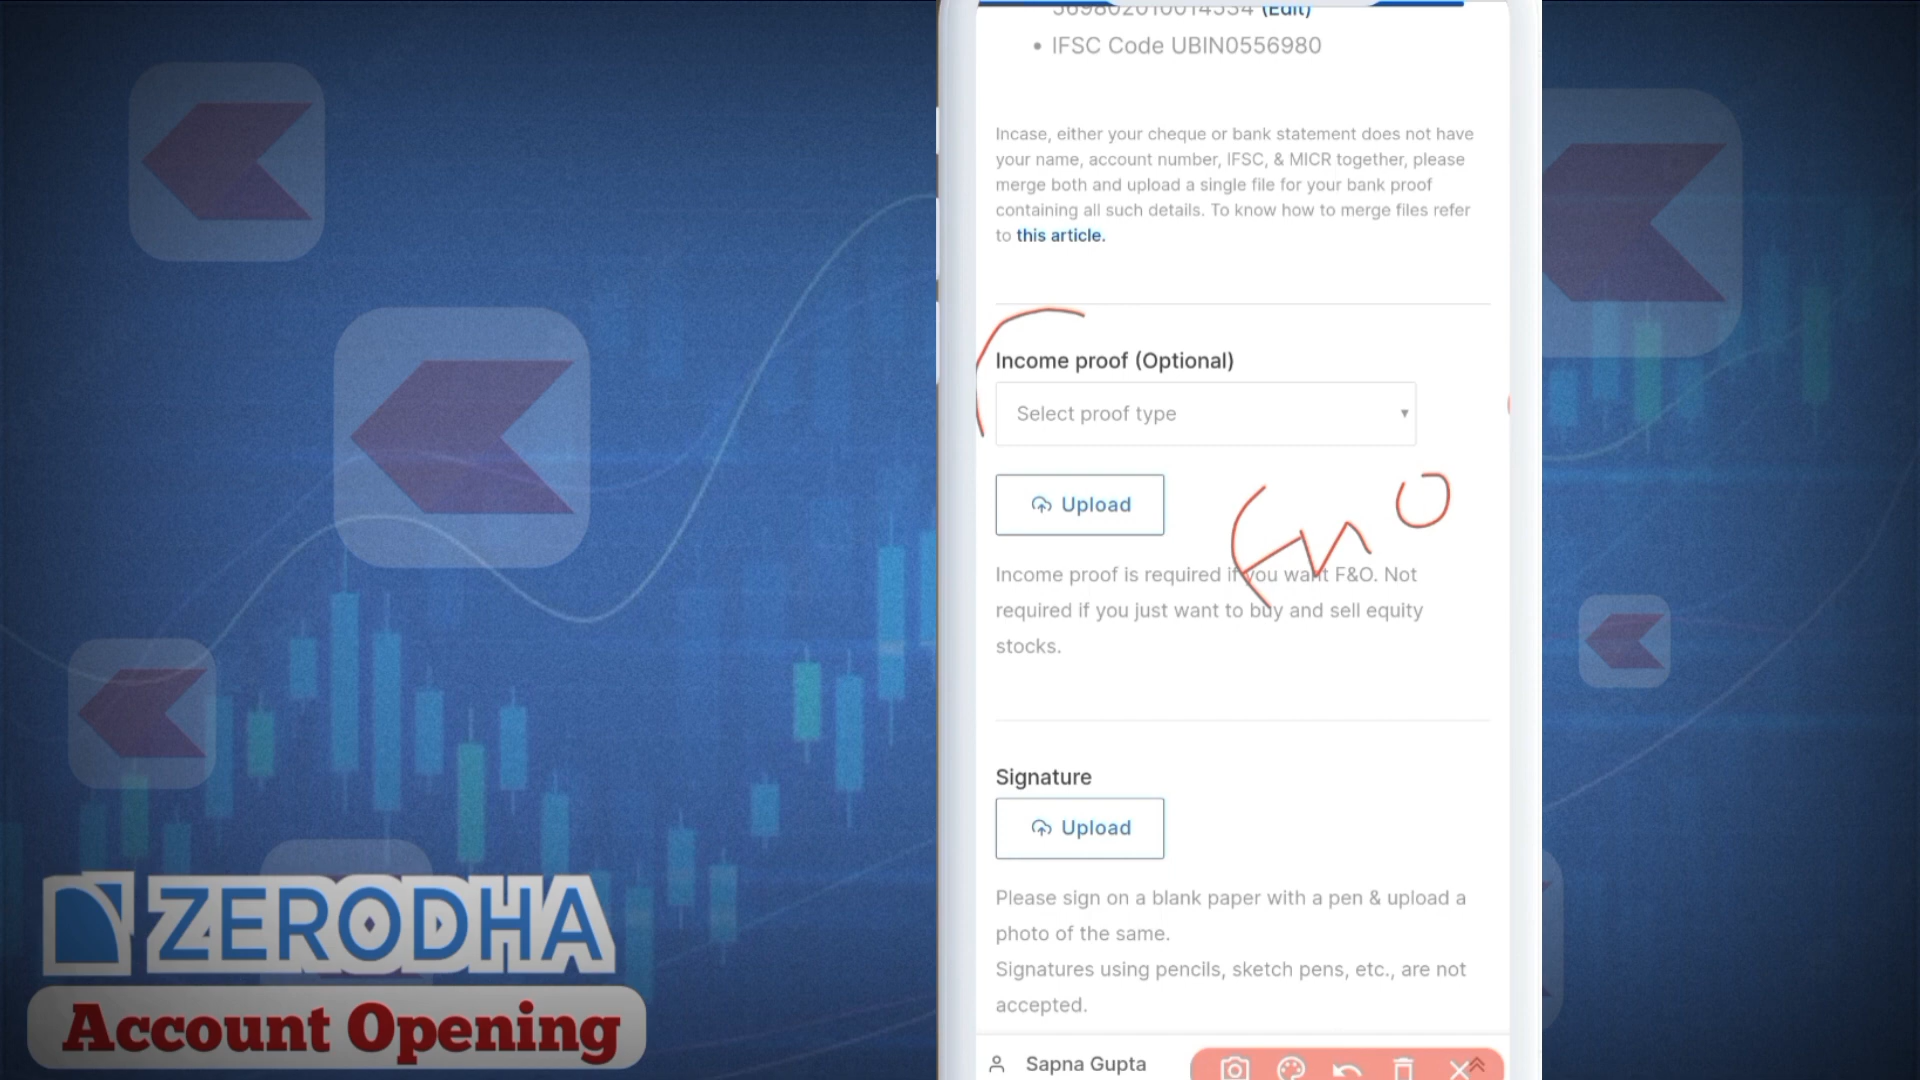 (Edit)
• IFSC Code UBIN0556980
Incase, either your cheque or bank statement does not have
your name, account number, IFSC, & MICR together, please
merge both and upload a single file for your bank proof
containing all such details. To know how to merge files refer
to this article.
Income proof (Optional)
Select proof type
Upload
Fno
Income proof is required if you want F&O. Not
required if you just want to buy and sell equity
stocks.
Signature
Upload
Please sign on a blank paper with a pen & upload a
photo of the same.
Signatures using pencils, sketch pens, etc., are not
accepted.
Sapna Gupta
ZERODHA
Account Opening